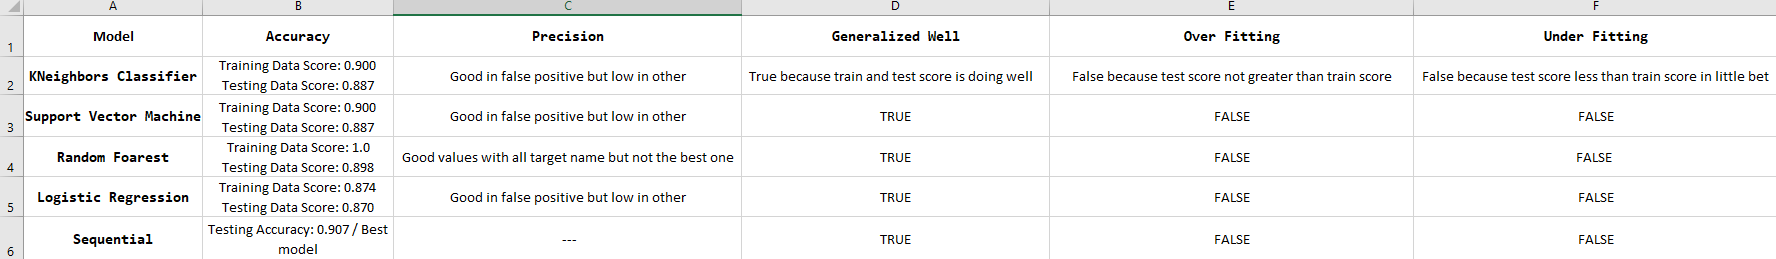 A B C D E F
1 Model Accuracy Precision Generalized Well Over Fitting Under Fitting
2 KNeighbors Classifier Training Data Score: 0.900
Testing Data Score: 0.887 Good in false positive but low in other True because train and test score is doing well False because test score not greater than train score False because test score less than train score in little bet
3 Support Vector Machine Training Data Score: 0.900
Testing Data Score: 0.887 Good in false positive but low in other TRUE FALSE FALSE
4 Random Foarest Training Data Score: 1.0
Testing Data Score: 0.898 Good values with all target name but not the best one TRUE FALSE FALSE
5 Logistic Regression Training Data Score: 0.874
Testing Data Score: 0.870 Good in false positive but low in other TRUE FALSE FALSE
6 Sequential Testing Accuracy: 0.907 / Best
model --- TRUE FALSE FALSE